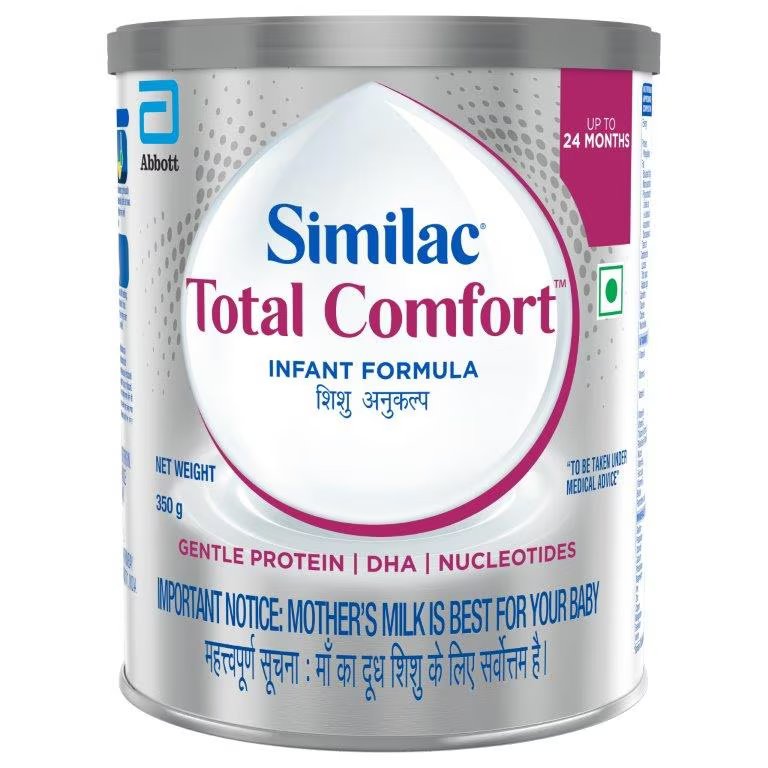 Abbott
UP TO
24 MONTHS
Similac®
Total Comfort™
INFANT FORMULA
शिशु अनुकल्प
NET WEIGHT
350 g
"TO BE TAKEN UNDER
MEDICAL ADVICE"
GENTLE PROTEIN | DHA | NUCLEOTIDES
IMPORTANT NOTICE: MOTHER'S MILK IS BEST FOR YOUR BABY
महत्त्वपूर्ण सूचना : माँ का दूध शिशु के लिए सर्वोत्तम है।